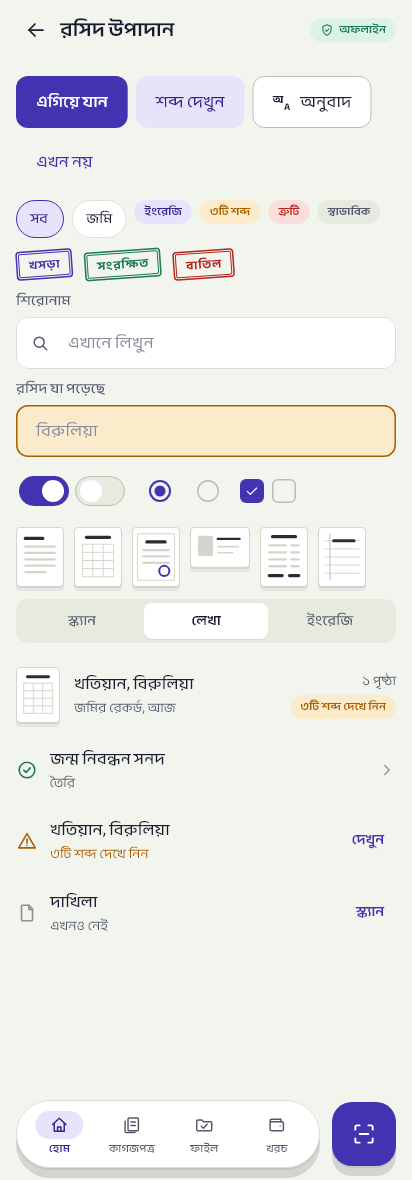 রসিদ উপাদান
অফলাইন
এগিয়ে যান
শব্দ দেখুন
অA অনুবাদ
এখন নয়
সব
জমি
ইংরেজি
৩টি শব্দ
ত্রুটি
স্বাভাবিক
খসড়া
সংরক্ষিত
বাতিল
শিরোনাম
এখানে লিখুন
রসিদ যা পড়েছে
বিরুলিয়া
স্ক্যান
লেখা
ইংরেজি
খতিয়ান, বিরুলিয়া
১ পৃষ্ঠা
জমির রেকর্ড, আজ
৩টি শব্দ দেখে নিন
জন্ম নিবন্ধন সনদ
তৈরি
খতিয়ান, বিরুলিয়া
৩টি শব্দ দেখে নিন
দেখুন
দাখিলা
এখনও নেই
স্ক্যান
হোম
কাগজপত্র
ফাইল
খরচ